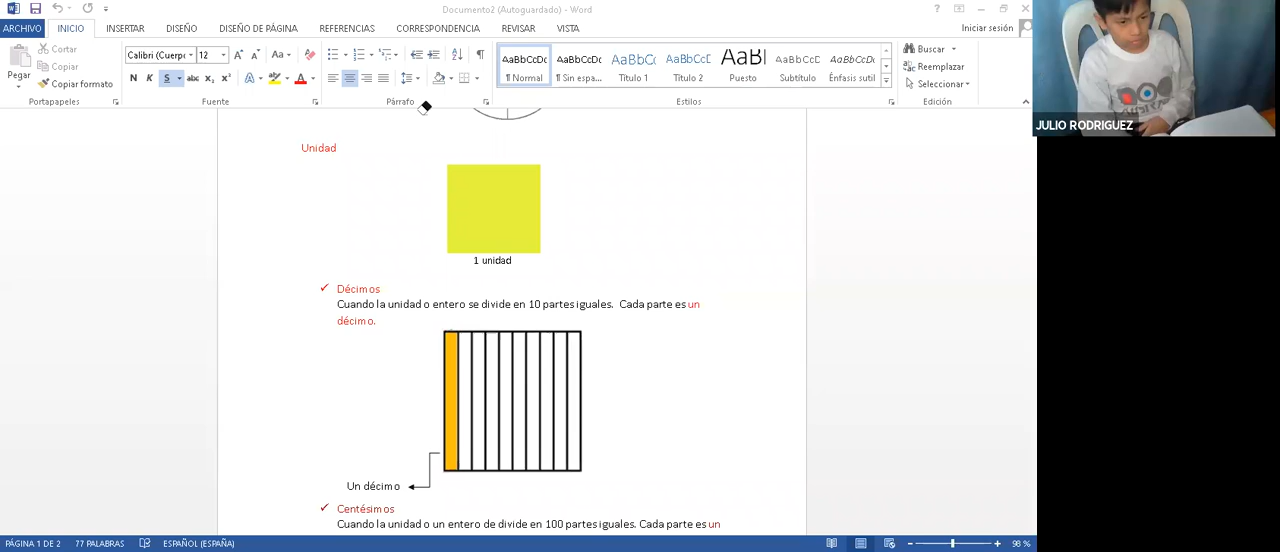 Documento2 (Autoguardado) - Word
ARCHIVO INICIO INSERTAR DISEÑO DISEÑO DE PÁGINA REFERENCIAS CORRESPONDENCIA REVISAR VISTA Iniciar sesión
Pegar
Cortar
Copiar
Copiar formato
Portapapeles
Calibri (Cuerpo 12
N K S abc x₂ x² A
Fuente
Párrafo
AaBbCcDc AaBbCcDc AaBbC AaBbCcD AaBl AaBbCcD AaBbCcDc
¶ Normal ¶ Sin espa... Título 1 Título 2 Puesto Subtítulo Énfasis sutil
Estilos
Buscar
Reemplazar
Seleccionar
Edición
JULIO RODRIGUEZ
Unidad
1 unidad
✓ Décimos
Cuando la unidad o entero se divide en 10 partes iguales. Cada parte es un
décimo.
Un décimo
✓ Centésimos
Cuando la unidad o un entero de divide en 100 partes iguales. Cada parte es un
PÁGINA 1 DE 2 77 PALABRAS ESPAÑOL (ESPAÑA) 98 %